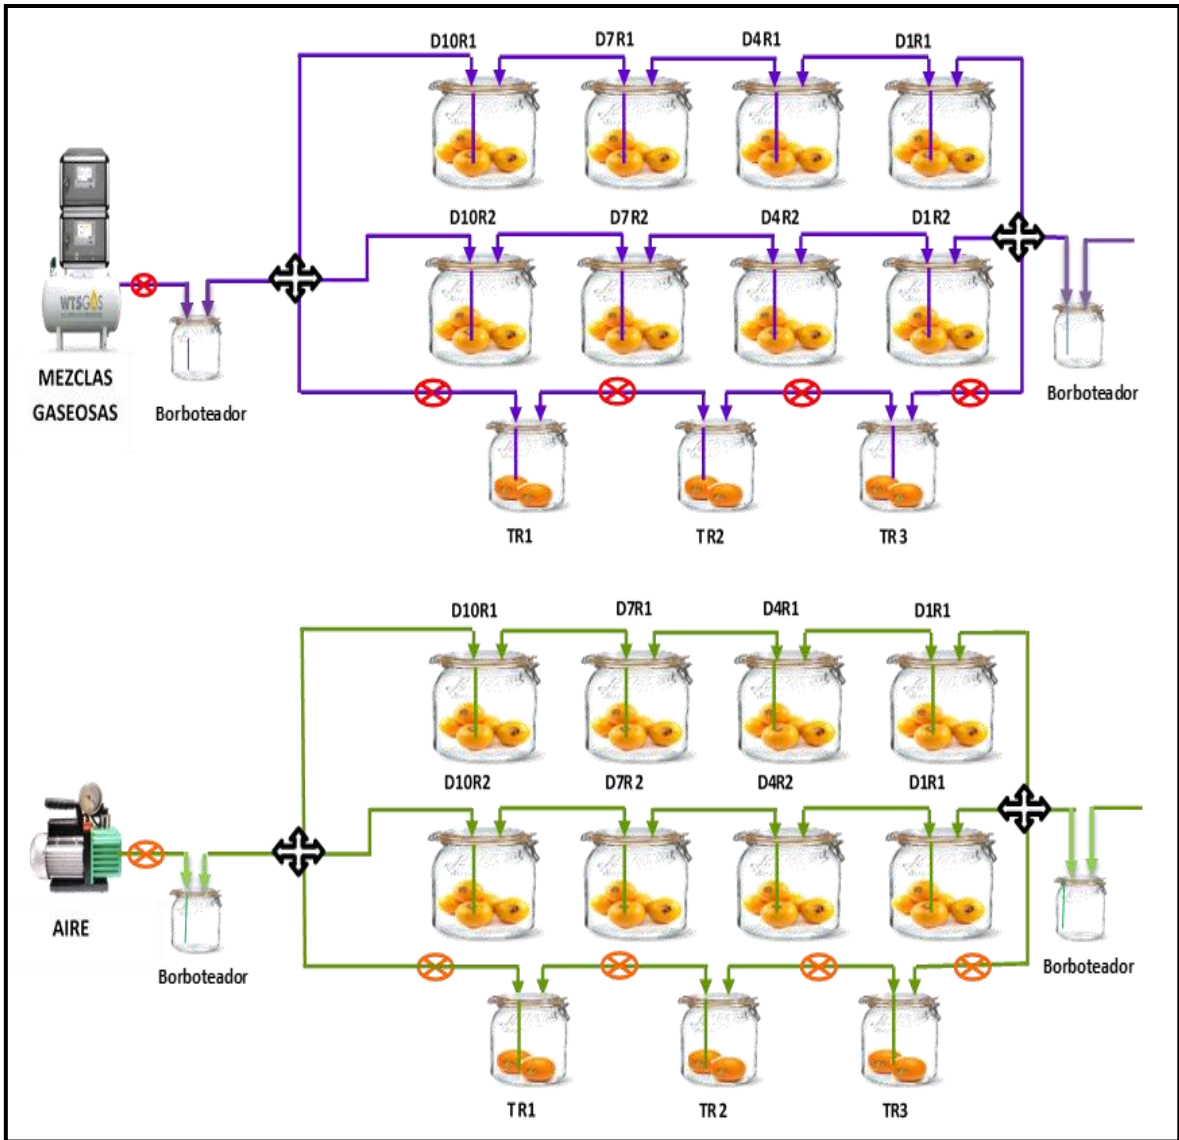 D10R1 D7R1 D4R1 D1R1
D10R2 D7R2 D4R2 D1R2
WTSGAS
MEZCLAS
GASEOSAS
Borboteador
Borboteador
TR1 TR2 TR3
D10R1 D7R1 D4R1 D1R1
D10R2 D7R2 D4R2 D1R1
AIRE
Borboteador
Borboteador
TR1 TR2 TR3